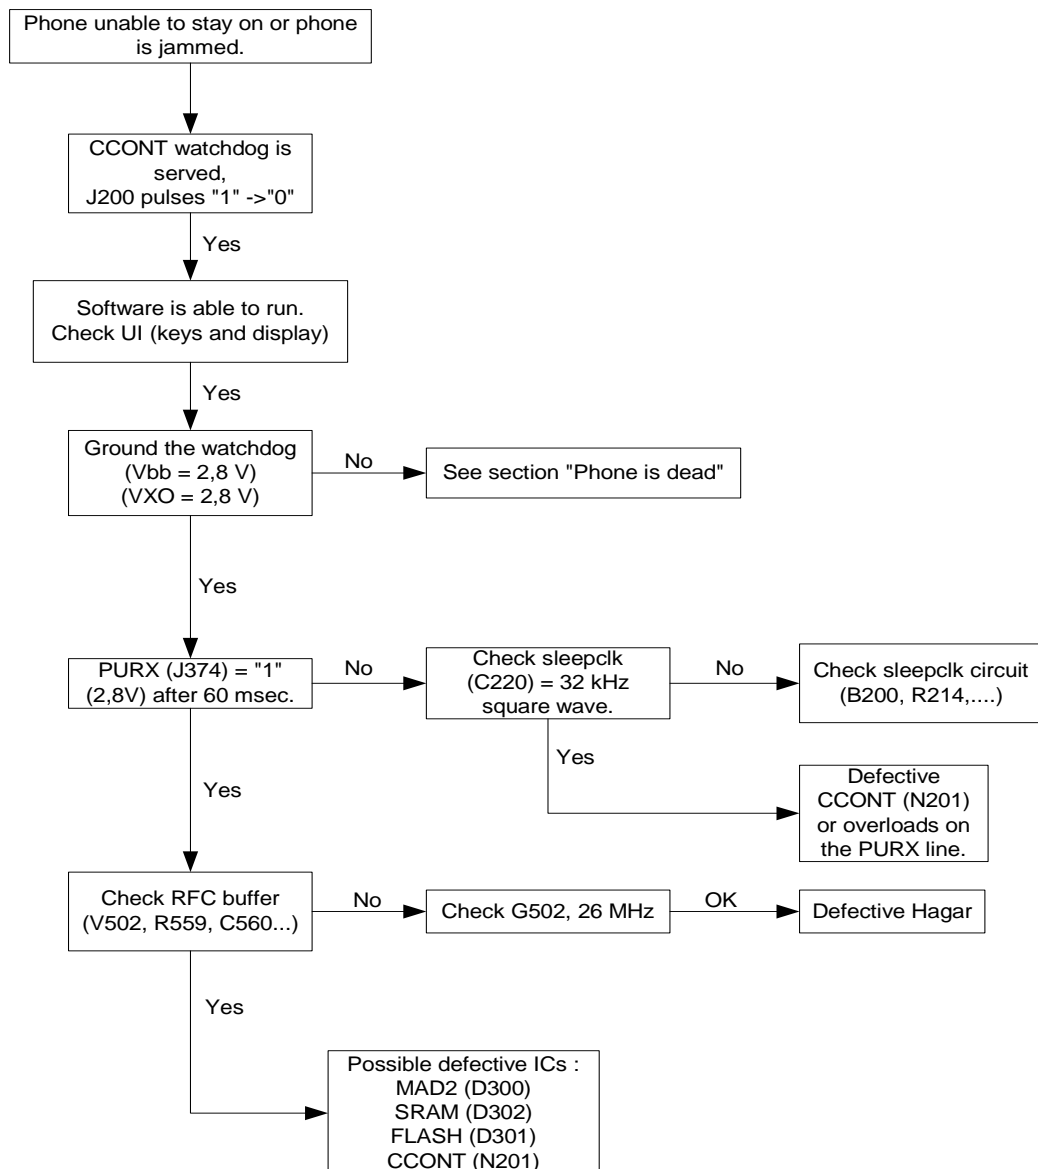 Phone unable to stay on or phone
is jammed.
CCONT watchdog is
served,
J200 pulses "1" ->"0"
Yes
Software is able to run.
Check UI (keys and display)
Yes
Ground the watchdog
(Vbb = 2,8 V)
(VXO = 2,8 V)
No
See section "Phone is dead"
Yes
PURX (J374) = "1"
(2,8V) after 60 msec.
No
Check sleepclk
(C220) = 32 kHz
square wave.
No
Check sleepclk circuit
(B200, R214,....)
Yes
Defective
CCONT (N201)
or overloads on
the PURX line.
Yes
Check RFC buffer
(V502, R559, C560...)
No
Check G502, 26 MHz
OK
Defective Hagar
Yes
Possible defective ICs :
MAD2 (D300)
SRAM (D302)
FLASH (D301)
CCONT (N201)